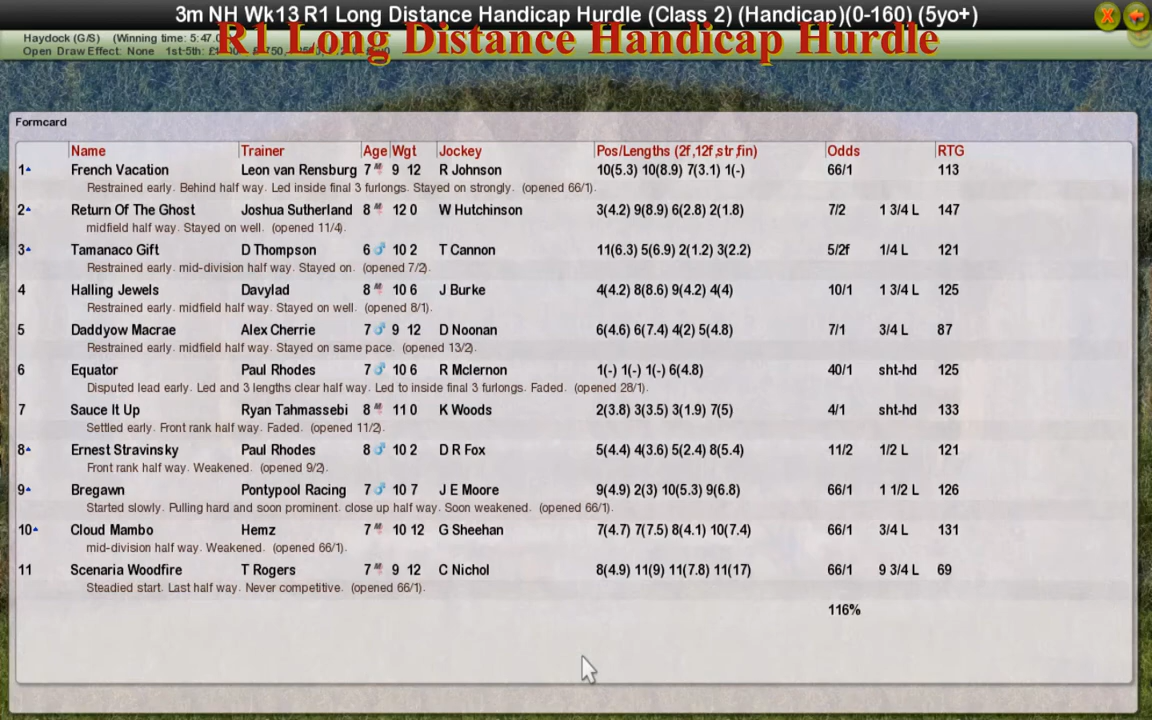 3m NH Wk13 R1 Long Distance Handicap Hurdle (Class 2) (Handicap)(0-160) (5yo+)
Haydock (G/S) (Winning time: 5:47.0
R1 Long Distance Handicap Hurdle
Open Draw Effect: None 1st-5th:
Formcard
Name Trainer Age Wgt Jockey Pos/Lengths (2f,12f,str,fin) Odds RTG
1 French Vacation Leon van Rensburg 7 9 12 R Johnson 10(5.3) 10(8.9) 7(3.1) 1(-) 66/1 113
Restrained early. Behind half way. Led inside final 3 furlongs. Stayed on strongly. (opened 66/1).
2 Return Of The Ghost Joshua Sutherland 8 12 0 W Hutchinson 3(4.2) 9(8.9) 6(2.8) 2(1.8) 7/2 1 3/4 L 147
midfield half way. Stayed on well. (opened 11/4).
3 Tamanaco Gift D Thompson 6 10 2 T Cannon 11(6.3) 5(6.9) 2(1.2) 3(2.2) 5/2f 1/4 L 121
Restrained early. mid-division half way. Stayed on. (opened 7/2).
4 Halling Jewels Davylad 8 10 6 J Burke 4(4.2) 8(8.6) 9(4.2) 4(4) 10/1 1 3/4 L 125
Restrained early. midfield half way. Stayed on well. (opened 8/1).
5 Daddyow Macrae Alex Cherrie 7 9 12 D Noonan 6(4.6) 6(7.4) 4(2) 5(4.8) 7/1 3/4 L 87
Restrained early. midfield half way. Stayed on same pace. (opened 13/2).
6 Equator Paul Rhodes 7 10 6 R Mclernon 1(-) 1(-) 1(-) 6(4.8) 40/1 sht-hd 125
Disputed lead early. Led and 3 lengths clear half way. Led to inside final 3 furlongs. Faded. (opened 28/1).
7 Sauce It Up Ryan Tahmassebi 8 11 0 K Woods 2(3.8) 3(3.5) 3(1.9) 7(5) 4/1 sht-hd 133
Settled early. Front rank half way. Faded. (opened 11/2).
8 Ernest Stravinsky Paul Rhodes 8 10 2 D R Fox 5(4.4) 4(3.6) 5(2.4) 8(5.4) 11/2 1/2 L 121
Front rank half way. Weakened. (opened 9/2).
9 Bregawn Pontypool Racing 7 10 7 J E Moore 9(4.9) 2(3) 10(5.3) 9(6.8) 66/1 1 1/2 L 126
Started slowly. Pulling hard and soon prominent. close up half way. Soon weakened. (opened 66/1).
10 Cloud Mambo Hemz 7 10 12 G Sheehan 7(4.7) 7(7.5) 8(4.1) 10(7.4) 66/1 3/4 L 131
mid-division half way. Weakened. (opened 66/1).
11 Scenaria Woodfire T Rogers 7 9 12 C Nichol 8(4.9) 11(9) 11(7.8) 11(17) 66/1 9 3/4 L 69
Steadied start. Last half way. Never competitive. (opened 66/1).
116%